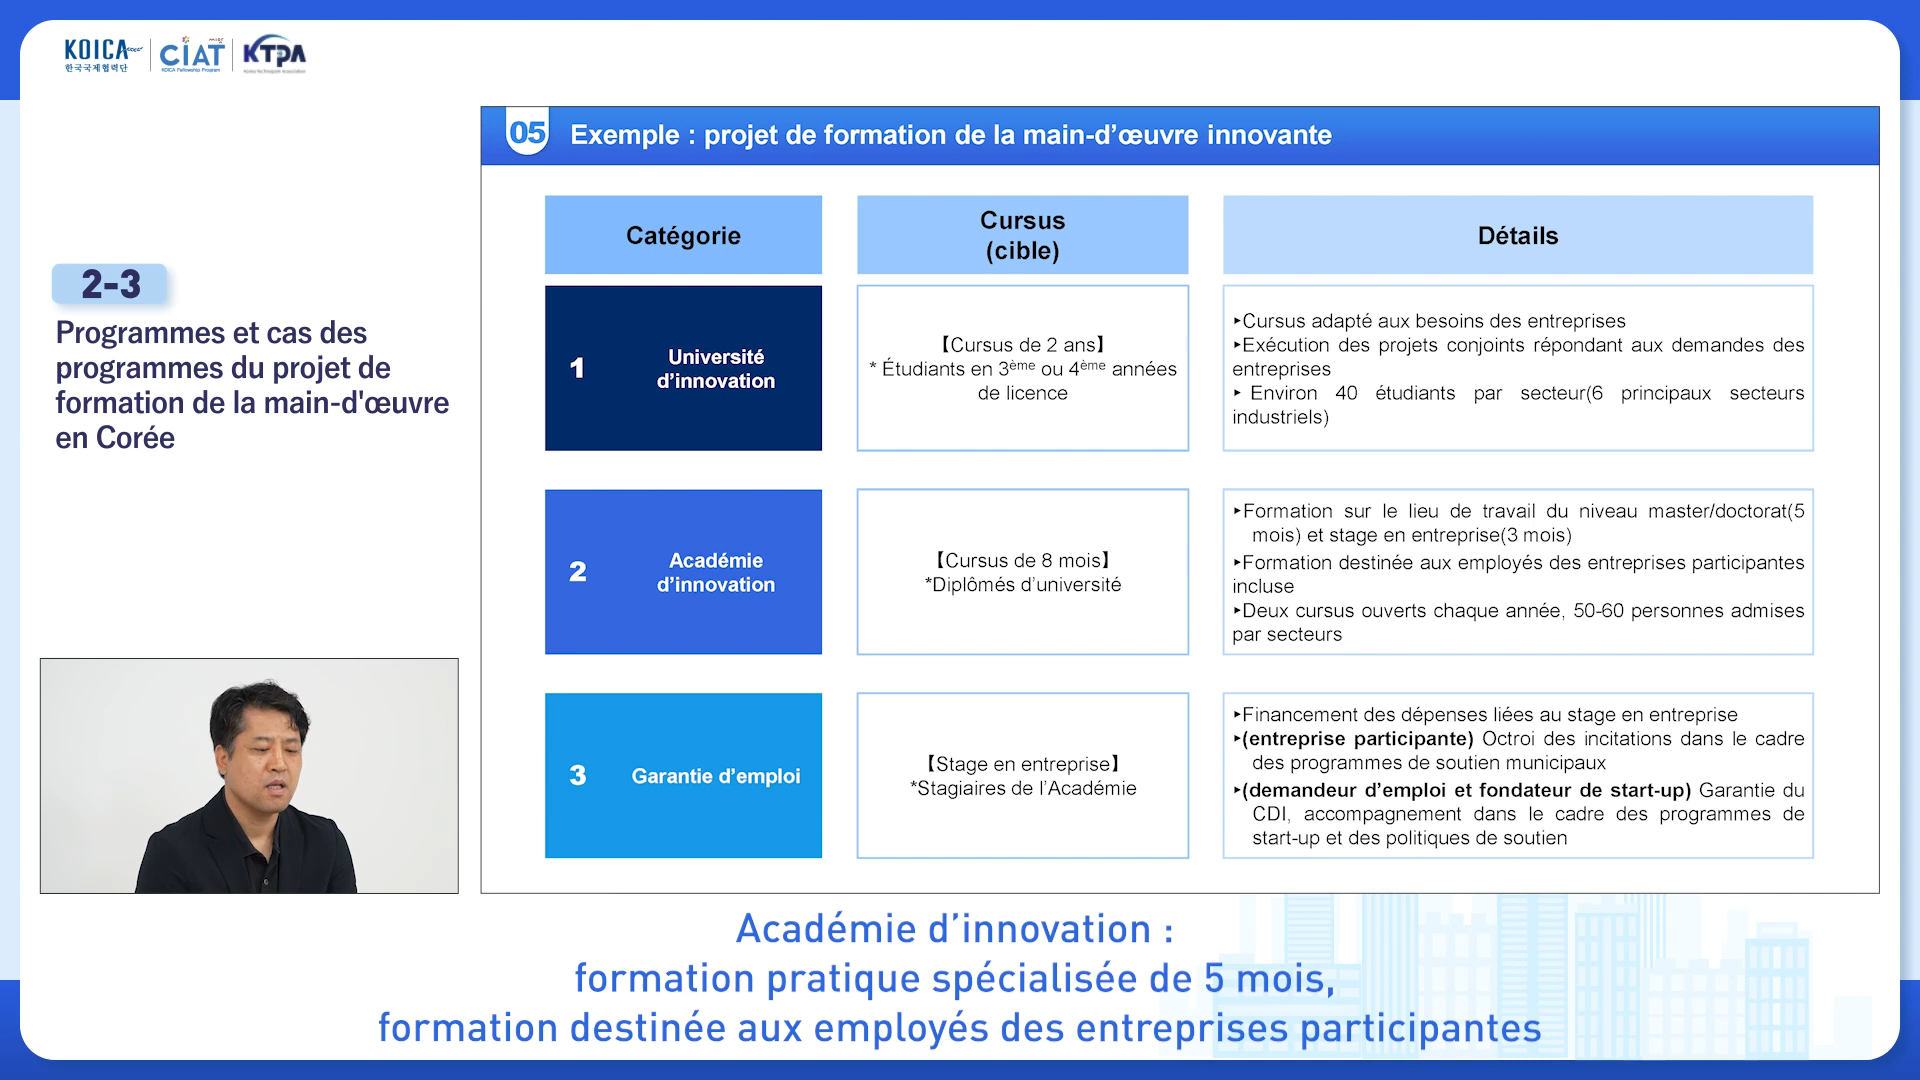 KOICA
한국국제협력단
CIAT
KOICA Fellowship Program
KTPA
Korea Technopark Association
2-3
Programmes et cas des
programmes du projet de
formation de la main-d'œuvre
en Corée
05 Exemple : projet de formation de la main-d’œuvre innovante
Catégorie
Cursus
(cible)
Détails
1
Université
d’innovation
【Cursus de 2 ans】
* Étudiants en 3ème ou 4ème années
de licence
▸Cursus adapté aux besoins des entreprises
▸Exécution des projets conjoints répondant aux demandes des
entreprises
▸ Environ 40 étudiants par secteur(6 principaux secteurs
industriels)
2
Académie
d’innovation
【Cursus de 8 mois】
*Diplômés d’université
▸Formation sur le lieu de travail du niveau master/doctorat(5
mois) et stage en entreprise(3 mois)
▸Formation destinée aux employés des entreprises participantes
incluse
▸Deux cursus ouverts chaque année, 50-60 personnes admises
par secteurs
3
Garantie d’emploi
【Stage en entreprise】
*Stagiaires de l’Académie
▸Financement des dépenses liées au stage en entreprise
▸(entreprise participante) Octroi des incitations dans le cadre
des programmes de soutien municipaux
▸(demandeur d’emploi et fondateur de start-up) Garantie du
CDI, accompagnement dans le cadre des programmes de
start-up et des politiques de soutien
Académie d’innovation :
formation pratique spécialisée de 5 mois,
formation destinée aux employés des entreprises participantes